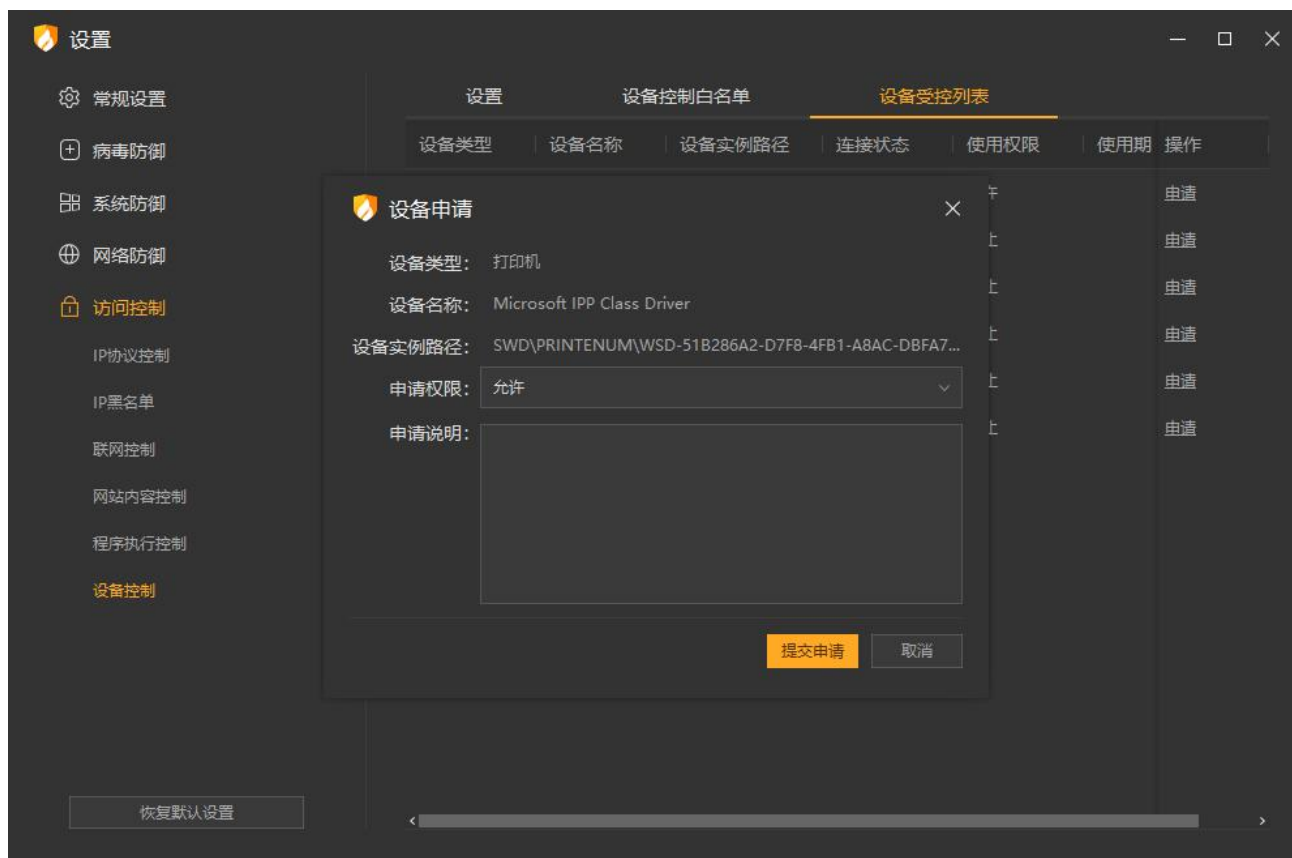 设置
常规设置
病毒防御
系统防御
网络防御
访问控制
IP协议控制
IP黑名单
联网控制
网站内容控制
程序执行控制
设备控制
恢复默认设置
设置 设备控制白名单 设备受控列表
设备类型 设备名称 设备实例路径 连接状态 使用权限 使用期 操作
申请
申请
申请
申请
申请
申请
设备申请
设备类型： 打印机
设备名称： Microsoft IPP Class Driver
设备实例路径： SWD\PRINTENUM\WSD-51B286A2-D7F8-4FB1-A8AC-DBFA7...
申请权限： 允许
申请说明：
提交申请 取消